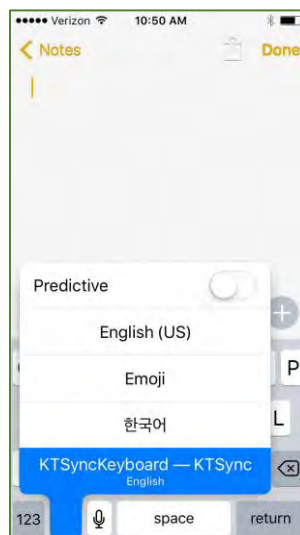 Verizon 10:50 AM
Notes Done
Predictive
English (US)
Emoji
P
한국어
L
KTSyncKeyboard — KTSync
English
123 space return